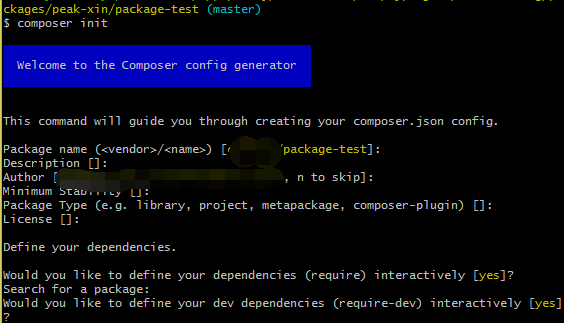 ckages/peak-xin/package-test (master)
$ composer init
Welcome to the Composer config generator
This command will guide you through creating your composer.json config.
Package name (<vendor>/<name>) [ /package-test]:
Description []:
Author [ , n to skip]:
Minimum Stability []:
Package Type (e.g. library, project, metapackage, composer-plugin) []:
License []:
Define your dependencies.
Would you like to define your dependencies (require) interactively [yes]?
Search for a package:
Would you like to define your dev dependencies (require-dev) interactively [yes]
?